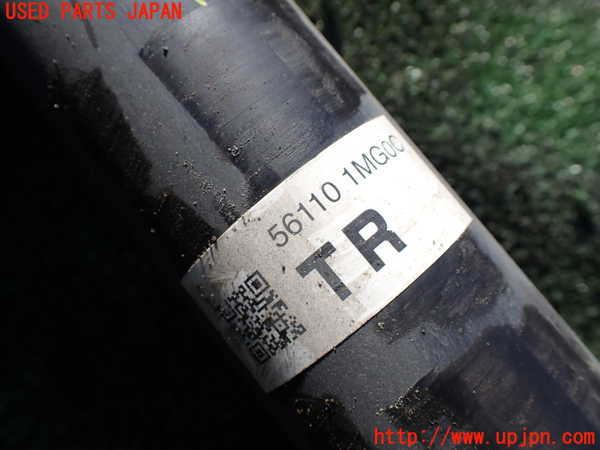 USED PARTS JAPAN
56110 1MG0C
TR
http://www.upjpn.com/